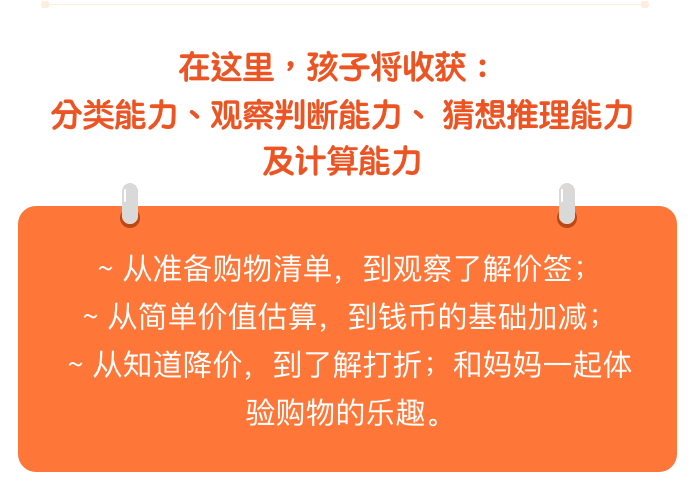 在这里，孩子将收获：
分类能力、观察判断能力、 猜想推理能力
及计算能力
~ 从准备购物清单，到观察了解价签；
~ 从简单价值估算，到钱币的基础加减；
~ 从知道降价，到了解打折；和妈妈一起体
验购物的乐趣。